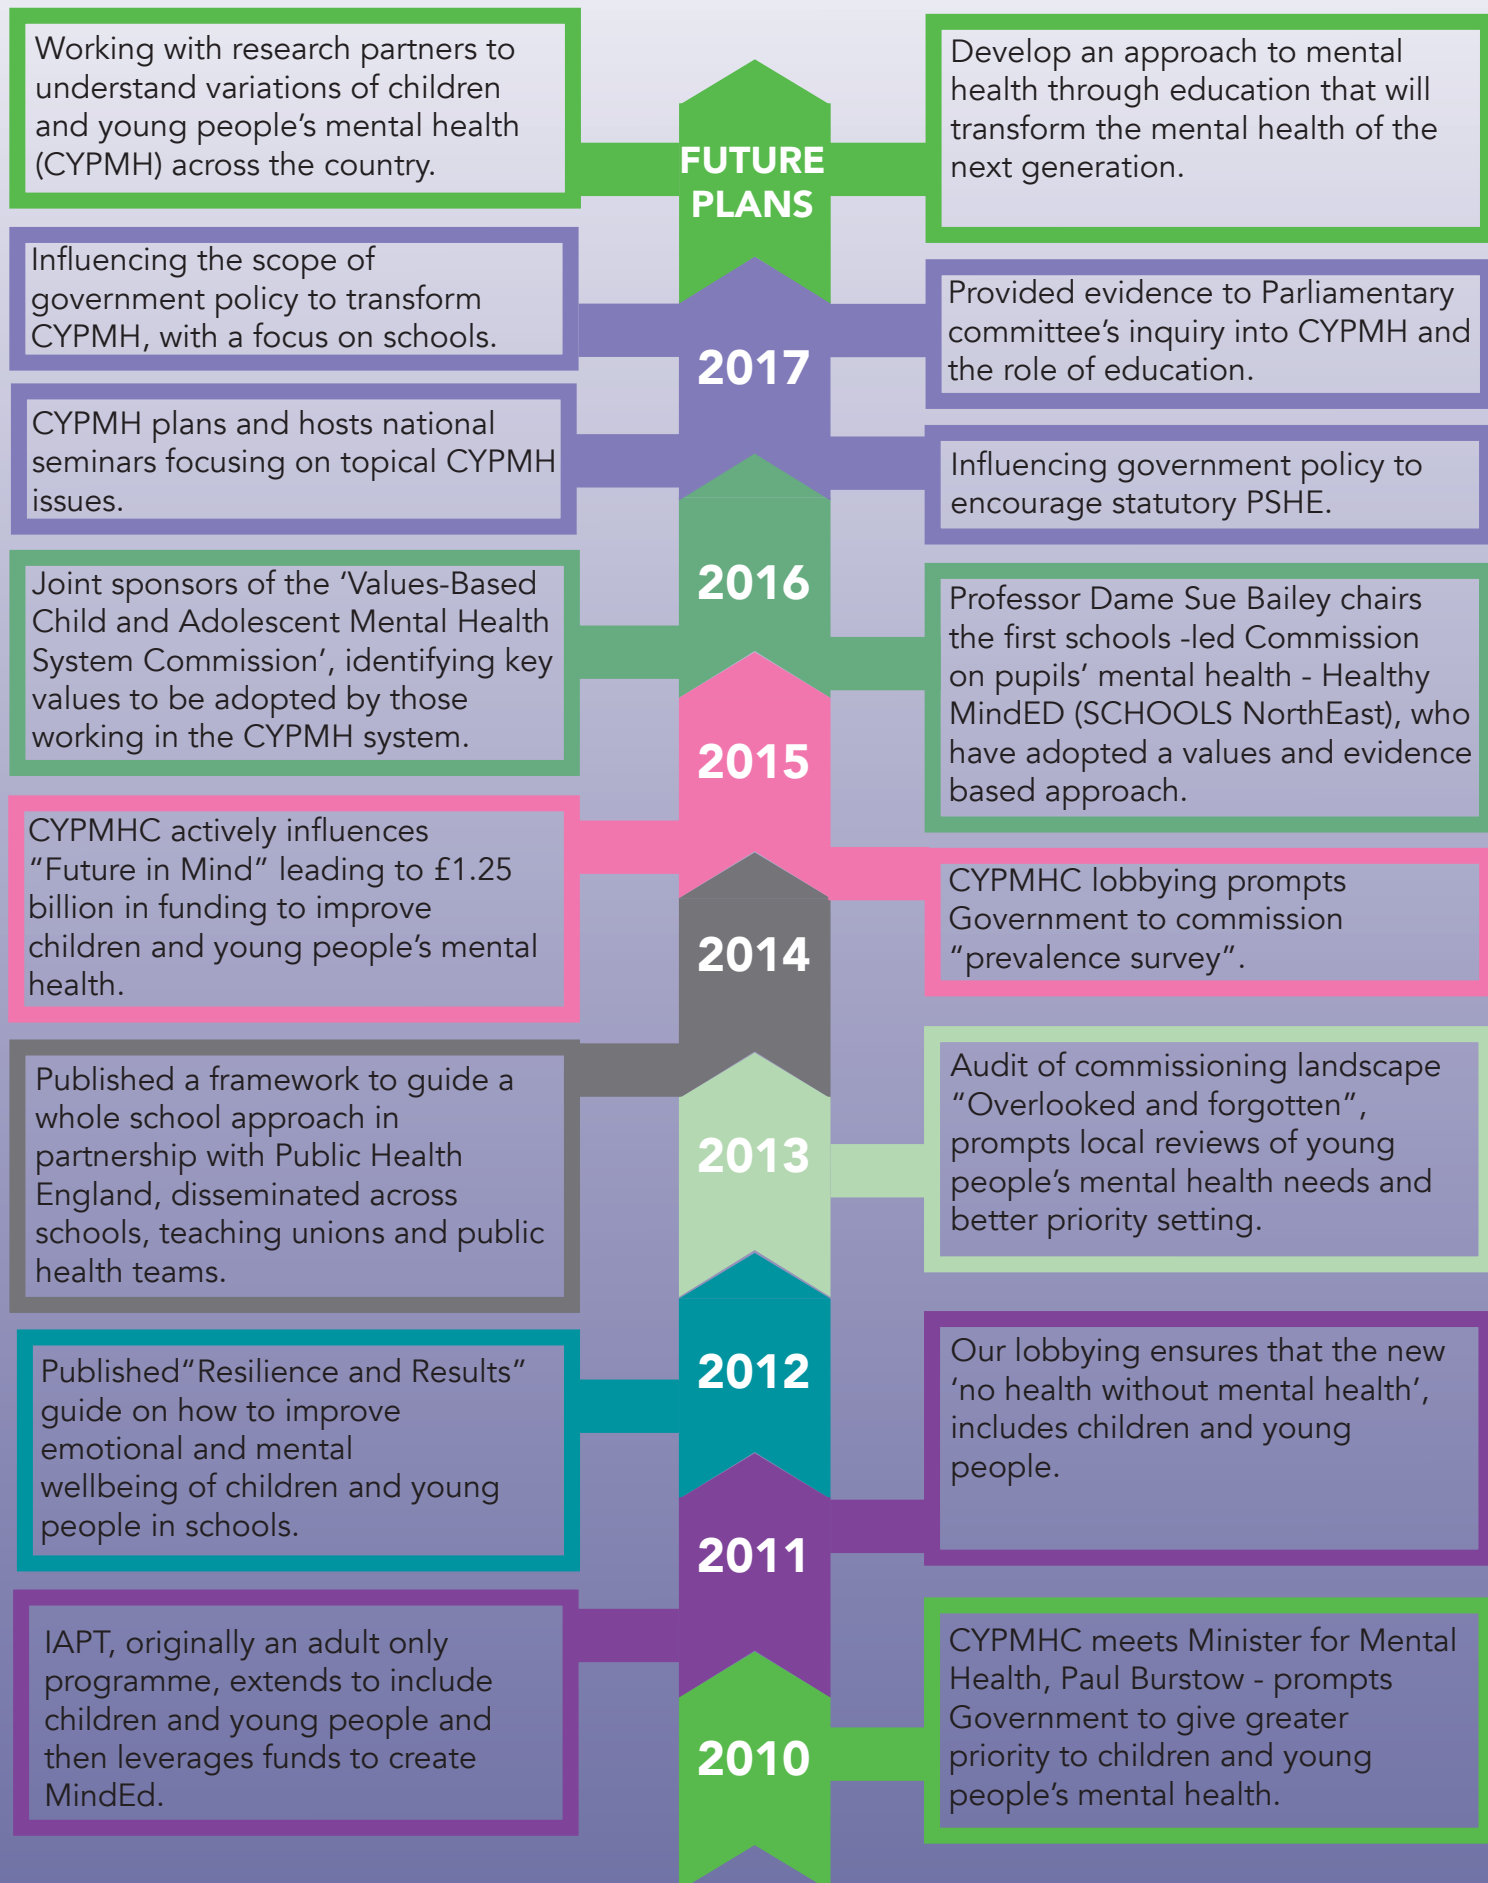 Working with research partners to
understand variations of children
and young people's mental health
(CYPMH) across the country.
FUTURE
PLANS
Develop an approach to mental
health through education that will
transform the mental health of the
next generation.
Influencing the scope of
government policy to transform
CYPMH, with a focus on schools.
2017
Provided evidence to Parliamentary
committee's inquiry into CYPMH and
the role of education.
CYPMH plans and hosts national
seminars focusing on topical CYPMH
issues.
Influencing government policy to
encourage statutory PSHE.
Joint sponsors of the ‘Values-Based
Child and Adolescent Mental Health
System Commission’, identifying key
values to be adopted by those
working in the CYPMH system.
2016
Professor Dame Sue Bailey chairs
the first schools -led Commission
on pupils’ mental health - Healthy
MindED (SCHOOLS NorthEast), who
have adopted a values and evidence
based approach.
2015
CYPMHC actively influences
“Future in Mind” leading to £1.25
billion in funding to improve
children and young people’s mental
health.
CYPMHC lobbying prompts
Government to commission
“prevalence survey”.
2014
Published a framework to guide a
whole school approach in
partnership with Public Health
England, disseminated across
schools, teaching unions and public
health teams.
2013
Audit of commissioning landscape
“Overlooked and forgotten”,
prompts local reviews of young
people’s mental health needs and
better priority setting.
2012
Published“Resilience and Results”
guide on how to improve
emotional and mental
wellbeing of children and young
people in schools.
Our lobbying ensures that the new
‘no health without mental health’,
includes children and young
people.
2011
IAPT, originally an adult only
programme, extends to include
children and young people and
then leverages funds to create
MindEd.
2010
CYPMHC meets Minister for Mental
Health, Paul Burstow - prompts
Government to give greater
priority to children and young
people’s mental health.